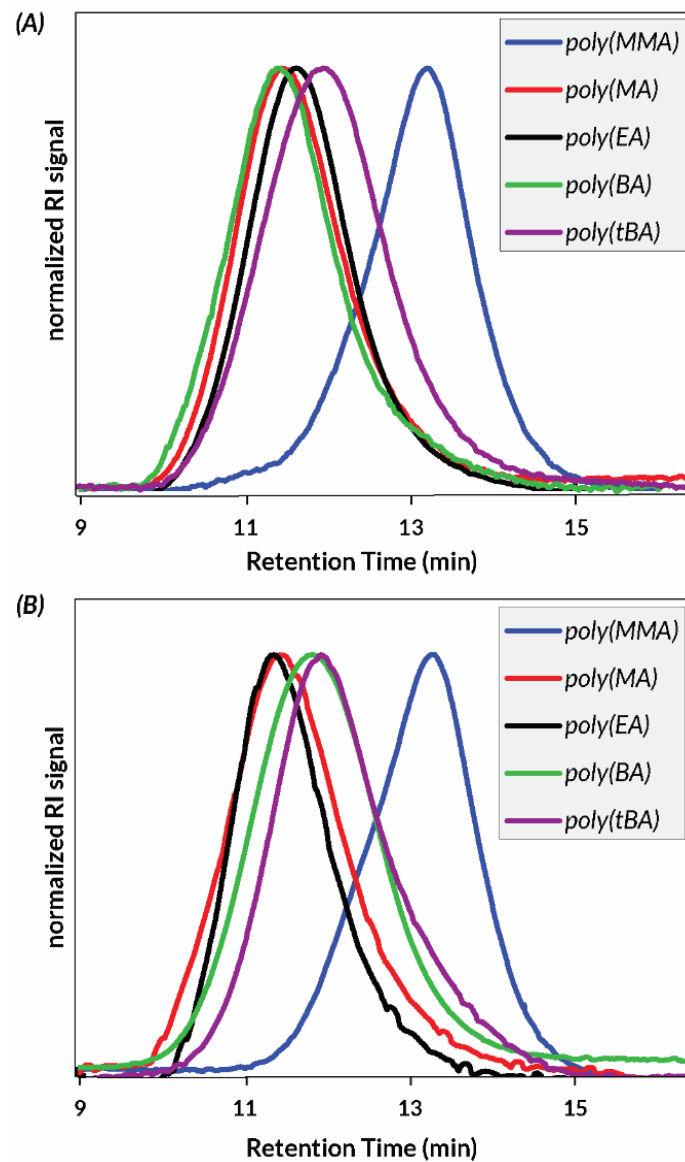 (A)
normalized RI signal
poly(MMA)
poly(MA)
poly(EA)
poly(BA)
poly(tBA)
9
11
13
15
Retention Time (min)
(B)
normalized RI signal
poly(MMA)
poly(MA)
poly(EA)
poly(BA)
poly(tBA)
9
11
13
15
Retention Time (min)